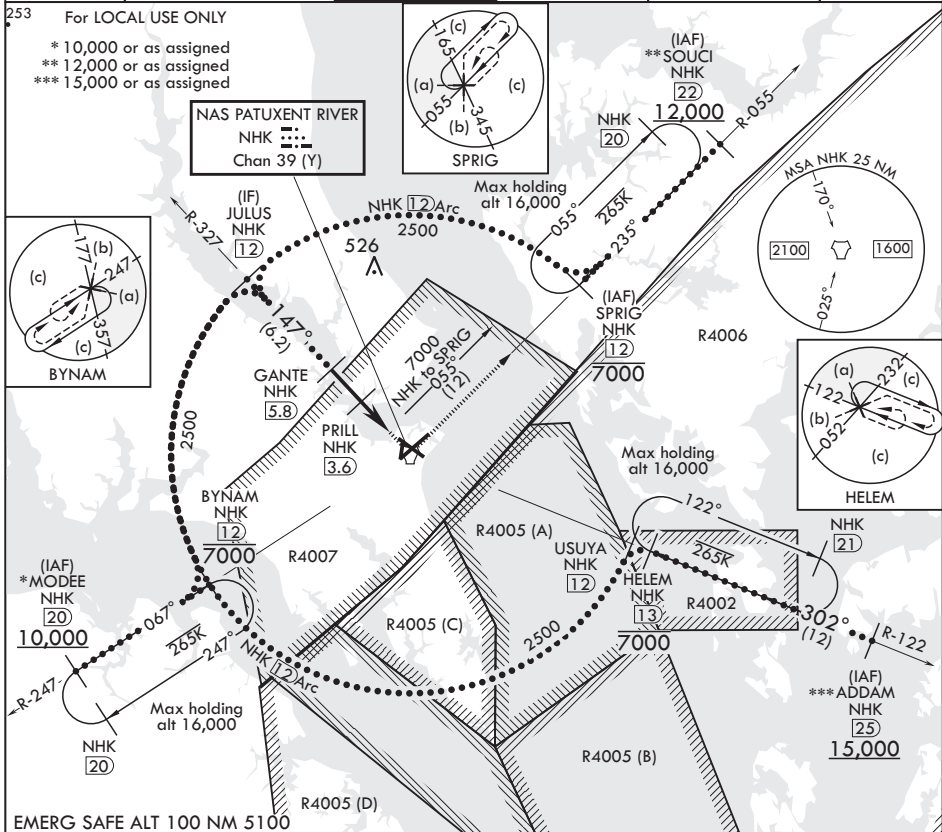 253
For LOCAL USE ONLY
* 10,000 or as assigned
** 12,000 or as assigned
*** 15,000 or as assigned
NAS PATUXENT RIVER
NHK
Chan 39 (Y)
(c)
165
(a)
(c)
055
(b)
345
SPRIG
(IAF)
**SOUCI
NHK
22
12,000
NHK
20
R-055
Max holding
alt 16,000
055°
265K
235°
MSA NHK 25 NM
170°
2100
1600
025°
(IF)
JULUS
NHK
12
R-327
NHK 12 Arc
2500
526
177
(b)
247
(c)
(a)
357
(c)
BYNAM
147°
(6.2)
(IAF)
SPRIG
NHK
12
7000
R4006
7000
NHK to SPRIG
055°
(12)
GANTE
NHK
5.8
PRILL
NHK
3.6
2500
(a)
232
(c)
122
(b)
052
(c)
HELEM
Max holding
alt 16,000
122°
NHK
21
BYNAM
NHK
12
7000
R4007
R4005 (A)
USUYA
NHK
12
265K
HELEM
NHK
13
7000
R4002
302°
(12)
R-122
(IAF)
*MODEE
NHK
20
10,000
067°
265K
247°
R-247
R4005 (C)
2500
NHK 12 Arc
Max holding
alt 16,000
NHK
20
(IAF)
***ADDAM
NHK
25
15,000
R4005 (B)
R4005 (D)
EMERG SAFE ALT 100 NM 5100